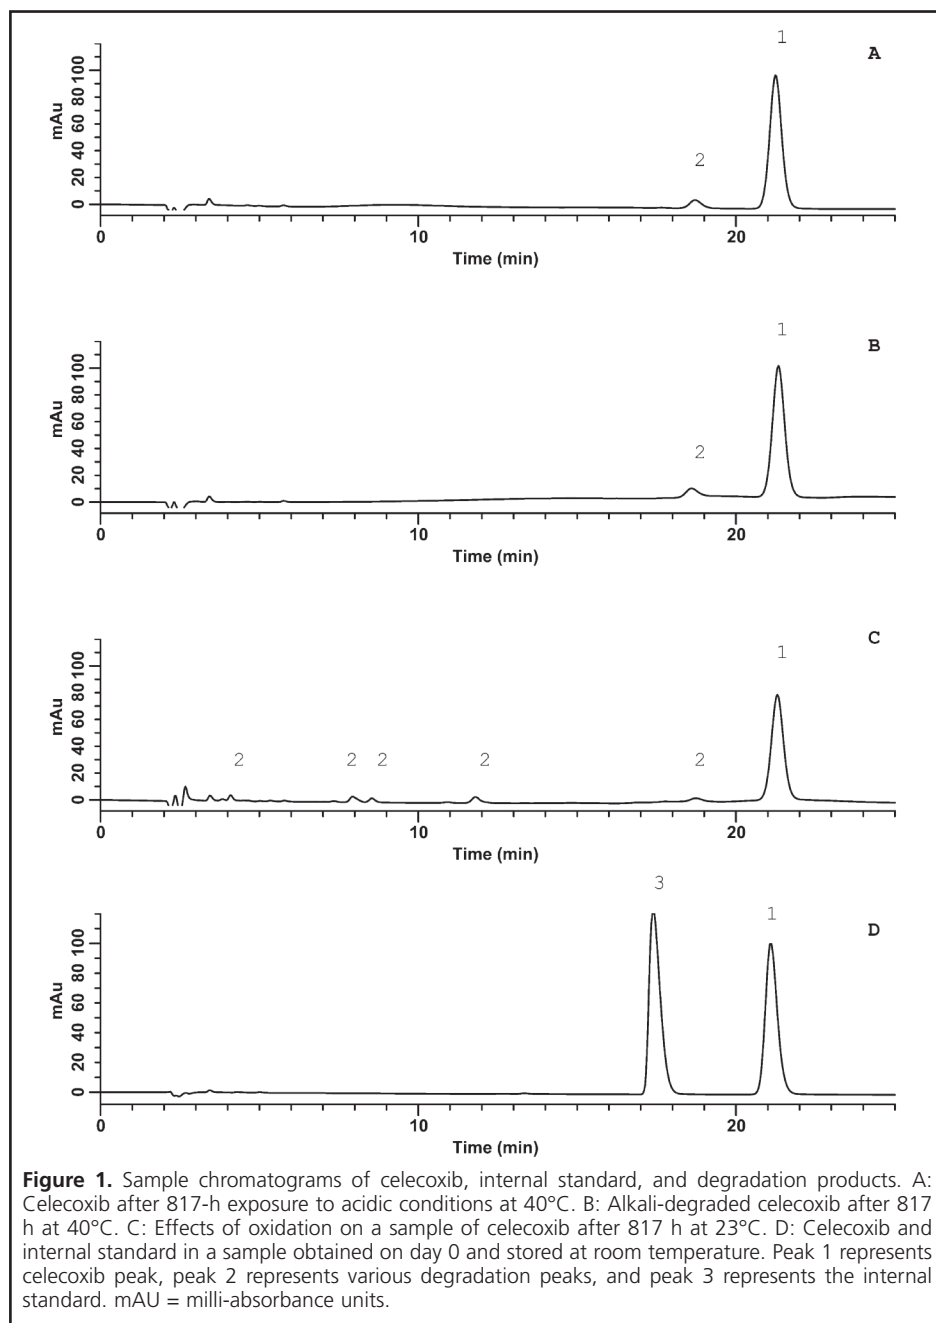 1
A
2
mAu
0 20 40 60 80 100
0 10 20
Time (min)
1
B
2
mAu
0 20 40 60 80 100
0 10 20
Time (min)
C
1
2 2 2 2 2
mAu
0 20 40 60 80 100
0 10 20
Time (min)
3
1
D
mAu
0 20 40 60 80 100
0 10 20
Time (min)
Figure 1. Sample chromatograms of celecoxib, internal standard, and degradation products. A:
Celecoxib after 817-h exposure to acidic conditions at 40°C. B: Alkali-degraded celecoxib after 817
h at 40°C. C: Effects of oxidation on a sample of celecoxib after 817 h at 23°C. D: Celecoxib and
internal standard in a sample obtained on day 0 and stored at room temperature. Peak 1 represents
celecoxib peak, peak 2 represents various degradation peaks, and peak 3 represents the internal
standard. mAU = milli-absorbance units.